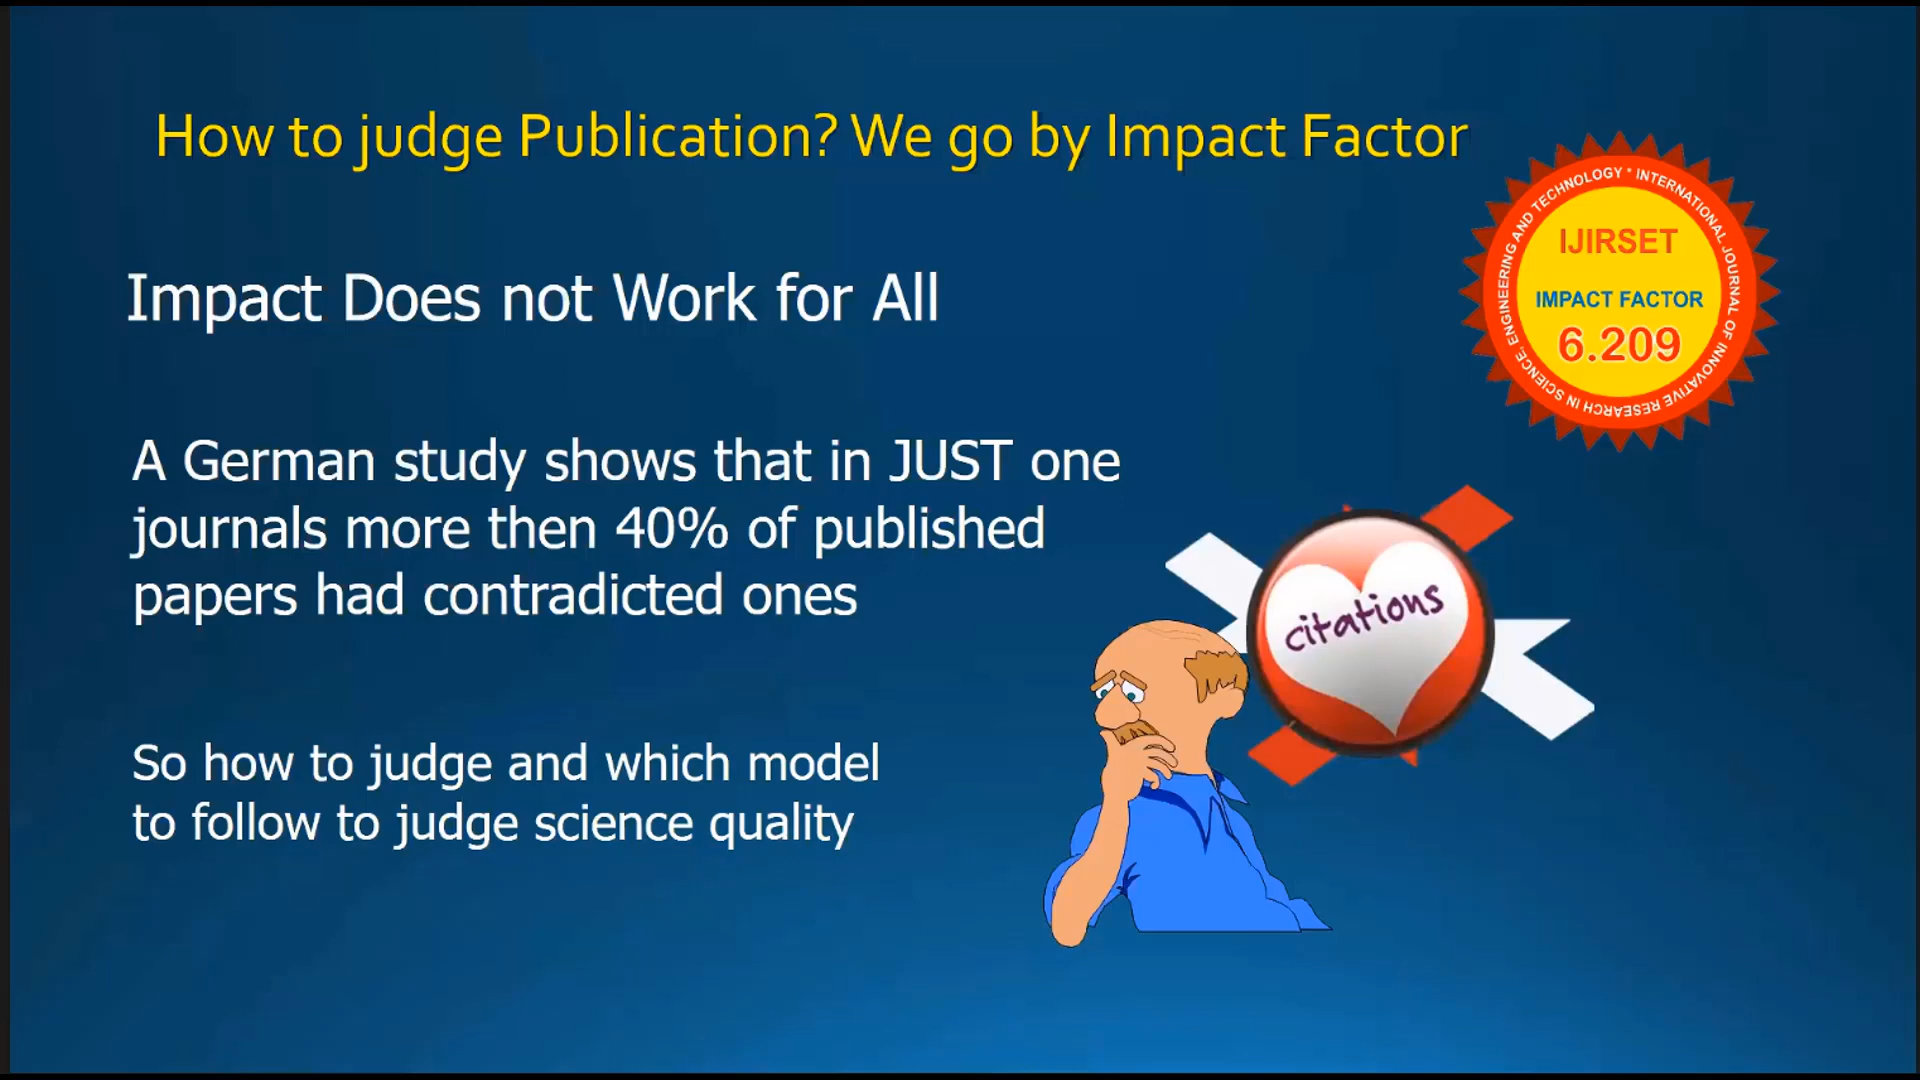 How to judge Publication? We go by Impact Factor
INTERNATIONAL JOURNAL OF INNOVATIVE RESEARCH IN SCIENCE, ENGINEERING AND TECHNOLOGY *
IJIRSET
IMPACT FACTOR
6.209
Impact Does not Work for All
A German study shows that in JUST one
journals more then 40% of published
papers had contradicted ones
citations
So how to judge and which model
to follow to judge science quality